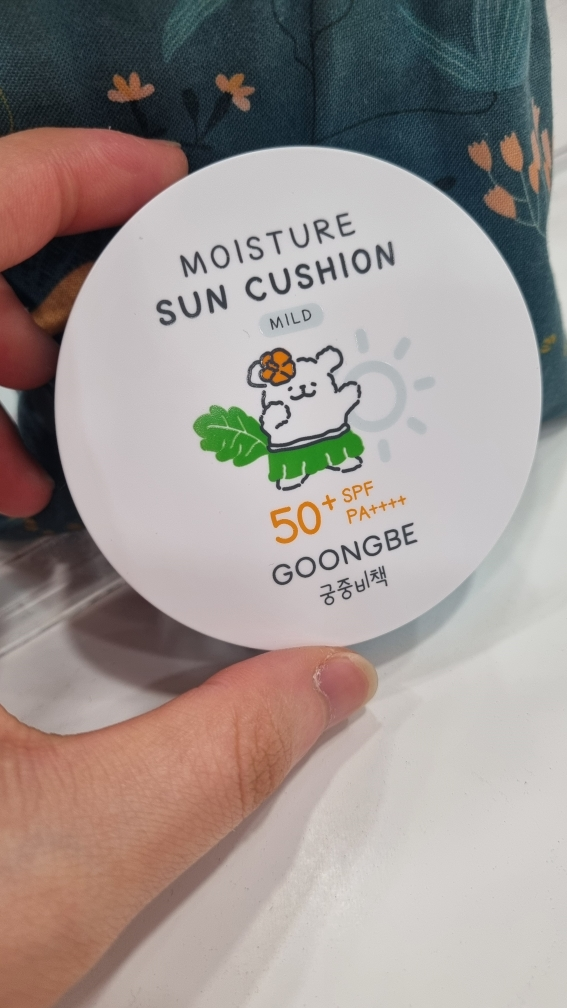 MOISTURE
SUN CUSHION
MILD
50+ SPF
PA++++
GOONGBE
궁중비책